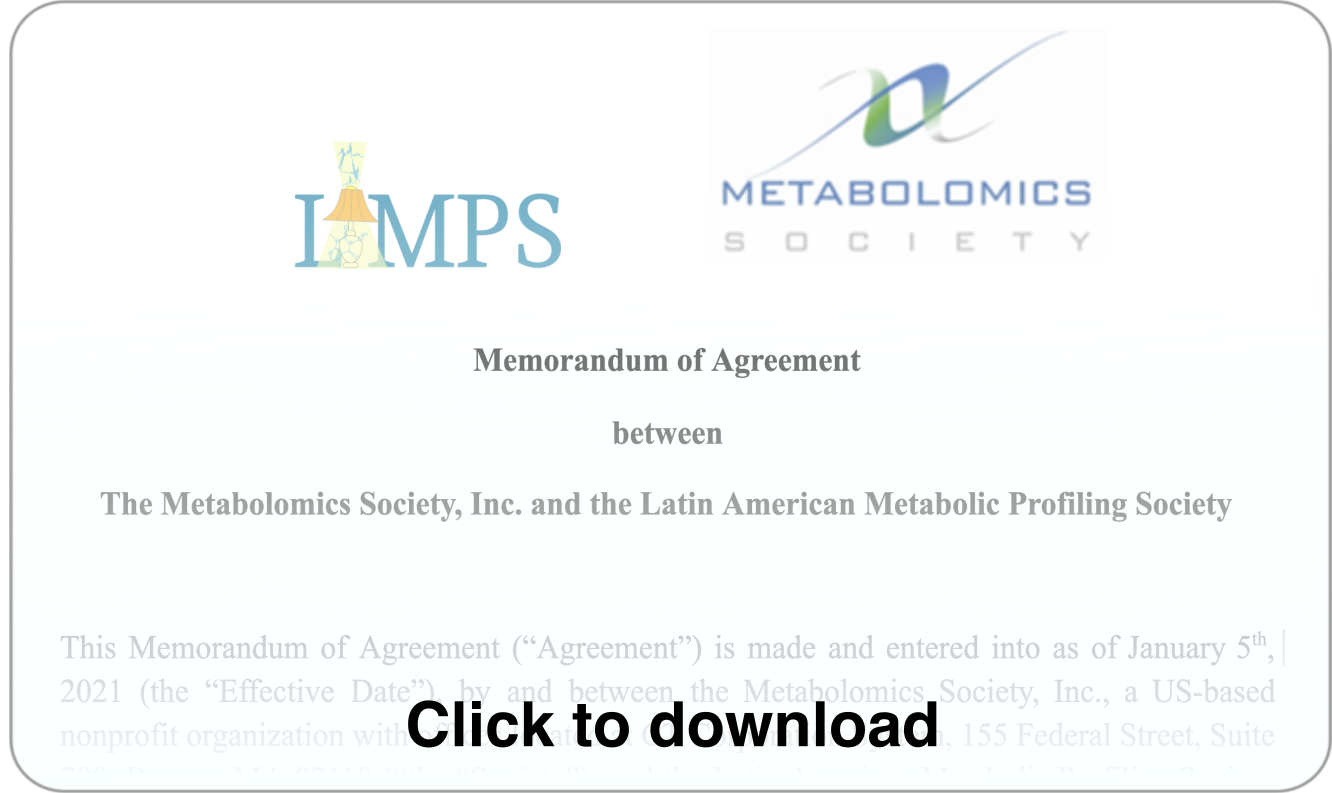 LAMPS
METABOLOMICS
SOCIETY
Memorandum of Agreement
between
The Metabolomics Society, Inc. and the Latin American Metabolic Profiling Society
This Memorandum of Agreement (“Agreement”) is made and entered into as of January 5th,
2021 (the “Effective Date”), by and between the Metabolomics Society, Inc., a US-based
nonprofit organization with 155 Federal Street, Suite
Click to download